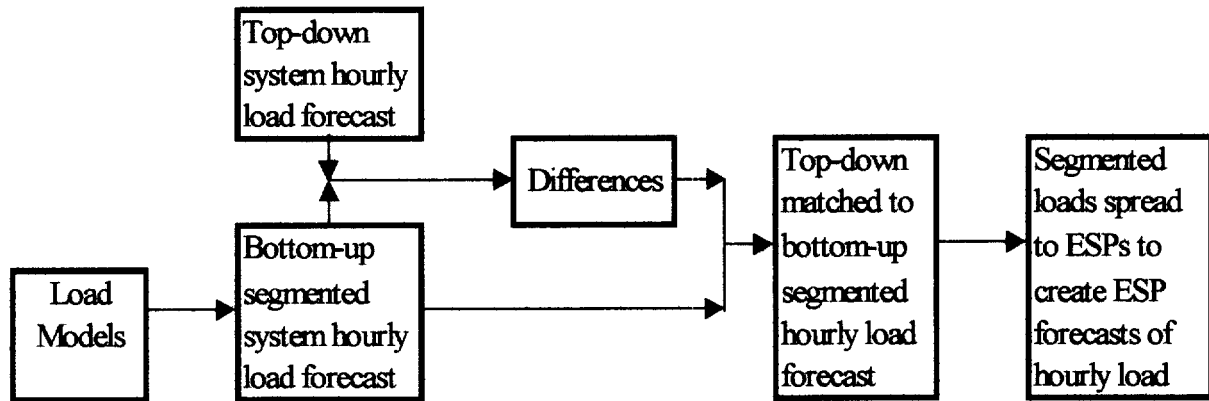 Top-down
system hourly
load forecast
Load
Models
Bottom-up
segmented
system hourly
load forecast
Differences
Top-down
matched to
bottom-up
segmented
hourly load
forecast
Segmented
loads spread
to ESPs to
create ESP
forecasts of
hourly load